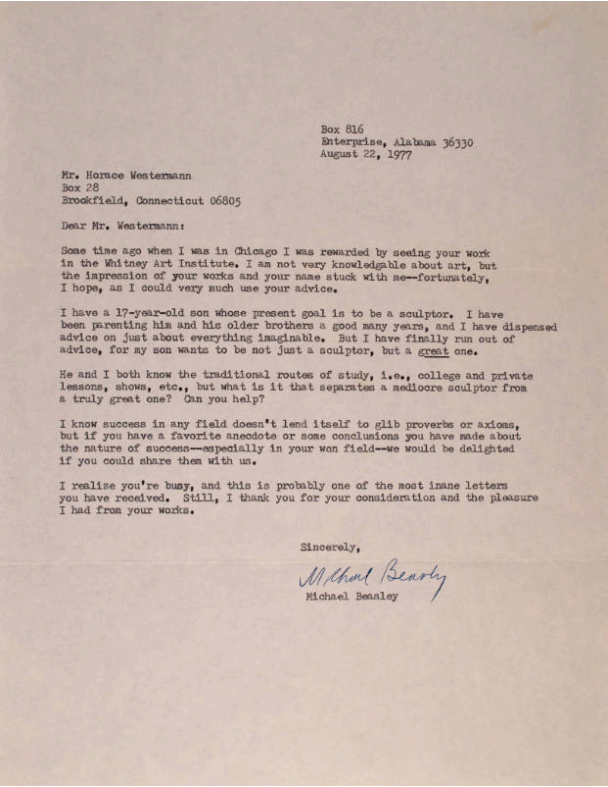 Box 816
Enterprise, Alabama 36330
August 22, 1977
Mr. Horace Westermann
Box 28
Brookfield, Connecticut 06805
Dear Mr. Westermann:
Some time ago when I was in Chicago I was rewarded by seeing your work
in the Whitney Art Institute. I am not very knowledgable about art, but
the impression of your works and your name stuck with me--fortunately,
I hope, as I could very much use your advice.
I have a 17-year-old son whose present goal is to be a sculptor. I have
been parenting him and his older brothers a good many years, and I have dispensed
advice on just about everything imaginable. But I have finally run out of
advice, for my son wants to be not just a sculptor, but a great one.
He and I both know the traditional routes of study, i.e., college and private
lessons, shows, etc., but what is it that separates a mediocre sculptor from
a truly great one? Can you help?
I know success in any field doesn't lend itself to glib proverbs or axioms,
but if you have a favorite anecdote or some conclusions you have made about
the nature of success--especially in your won field--we would be delighted
if you could share them with us.
I realize you're busy, and this is probably one of the most inane letters
you have received. Still, I thank you for your consideration and the pleasure
I had from your works.
Sincerely,
Michael Beasley
Michael Beasley